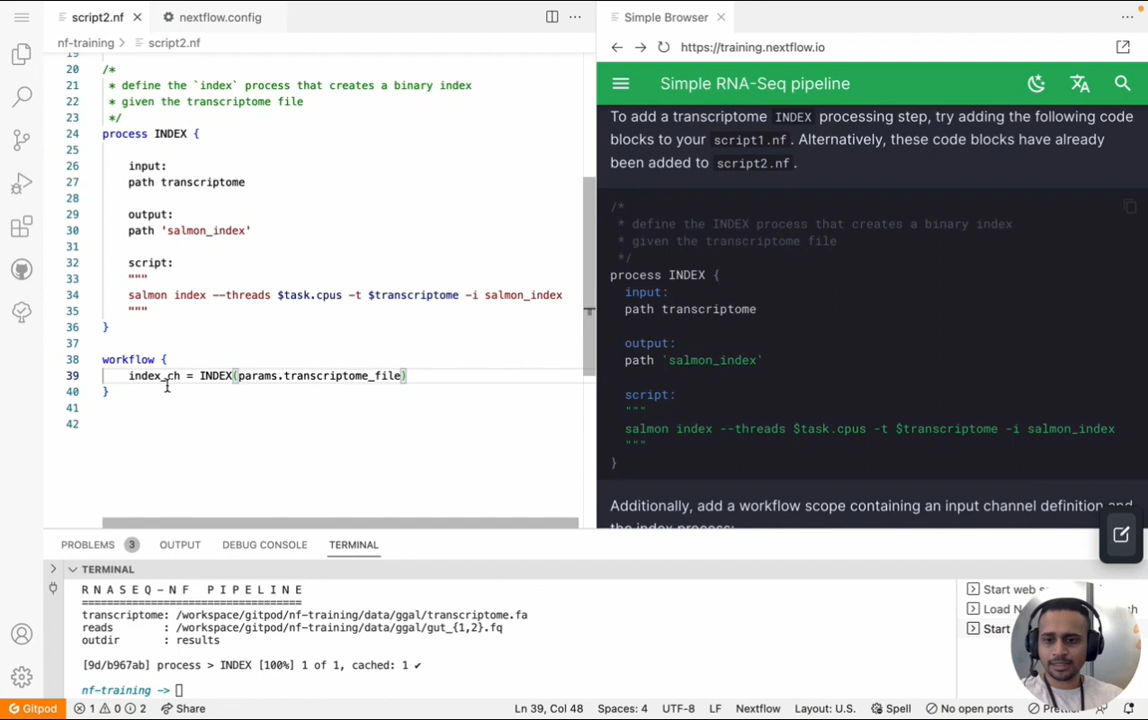 script2.nf
nextflow.config
nf-training > script2.nf
20 /*
21 * define the `index` process that creates a binary index
22 * given the transcriptome file
23 */
24 process INDEX {
25
26 input:
27 path transcriptome
28
29 output:
30 path 'salmon_index'
31
32 script:
33 """
34 salmon index --threads $task.cpus -t $transcriptome -i salmon_index
35 """
36 }
37
38 workflow {
39 index_ch = INDEX(params.transcriptome_file)
40 }
41
42
Simple Browser
https://training.nextflow.io
Simple RNA-Seq pipeline
To add a transcriptome INDEX processing step, try adding the following code
blocks to your script1.nf. Alternatively, these code blocks have already
been added to script2.nf.
/*
* define the INDEX process that creates a binary index
* given the transcriptome file
*/
process INDEX {
input:
path transcriptome
output:
path 'salmon_index'
script:
"""
salmon index --threads $task.cpus -t $transcriptome -i salmon_index
"""
}
Additionally, add a workflow scope containing an input channel definition and
the index process:
PROBLEMS 3 OUTPUT DEBUG CONSOLE TERMINAL
TERMINAL
R N A S E Q - N F P I P E L I N E
===================================
transcriptome: /workspace/gitpod/nf-training/data/ggal/transcriptome.fa
reads : /workspace/gitpod/nf-training/data/ggal/gut_{1,2}.fq
outdir : results
[9d/b967ab] process > INDEX [100%] 1 of 1, cached: 1 ✔
nf-training ->
Start web
Load N
Start
Gitpod 1 0 2 Share Ln 39, Col 48 Spaces: 4 UTF-8 LF Nextflow Layout: U.S. Spell No open ports